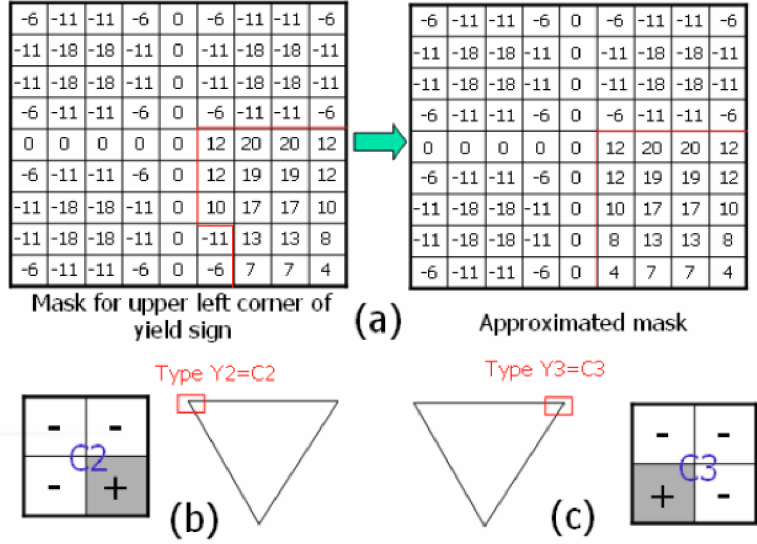 -6 -11 -11 -6 0 -6 -11 -11 -6
-11 -18 -18 -11 0 -11 -18 -18 -11
-11 -18 -18 -11 0 -11 -18 -18 -11
-6 -11 -11 -6 0 -6 -11 -11 -6
0 0 0 0 0 12 20 20 12
-6 -11 -11 -6 0 12 19 19 12
-11 -18 -18 -11 0 10 17 17 10
-11 -18 -18 -11 0 -11 13 13 8
-6 -11 -11 -6 0 -6 7 7 4
Mask for upper left corner of
yield sign
-6 -11 -11 -6 0 -6 -11 -11 -6
-11 -18 -18 -11 0 -11 -18 -18 -11
-11 -18 -18 -11 0 -11 -18 -18 -11
-6 -11 -11 -6 0 -6 -11 -11 -6
0 0 0 0 0 12 20 20 12
-6 -11 -11 -6 0 12 19 19 12
-11 -18 -18 -11 0 10 17 17 10
-11 -18 -18 -11 0 8 13 13 8
-6 -11 -11 -6 0 4 7 7 4
Approximated mask
(a)
Type Y2=C2
- -
C2
- +
(b)
Type Y3=C3
- -
C3
+ -
(c)